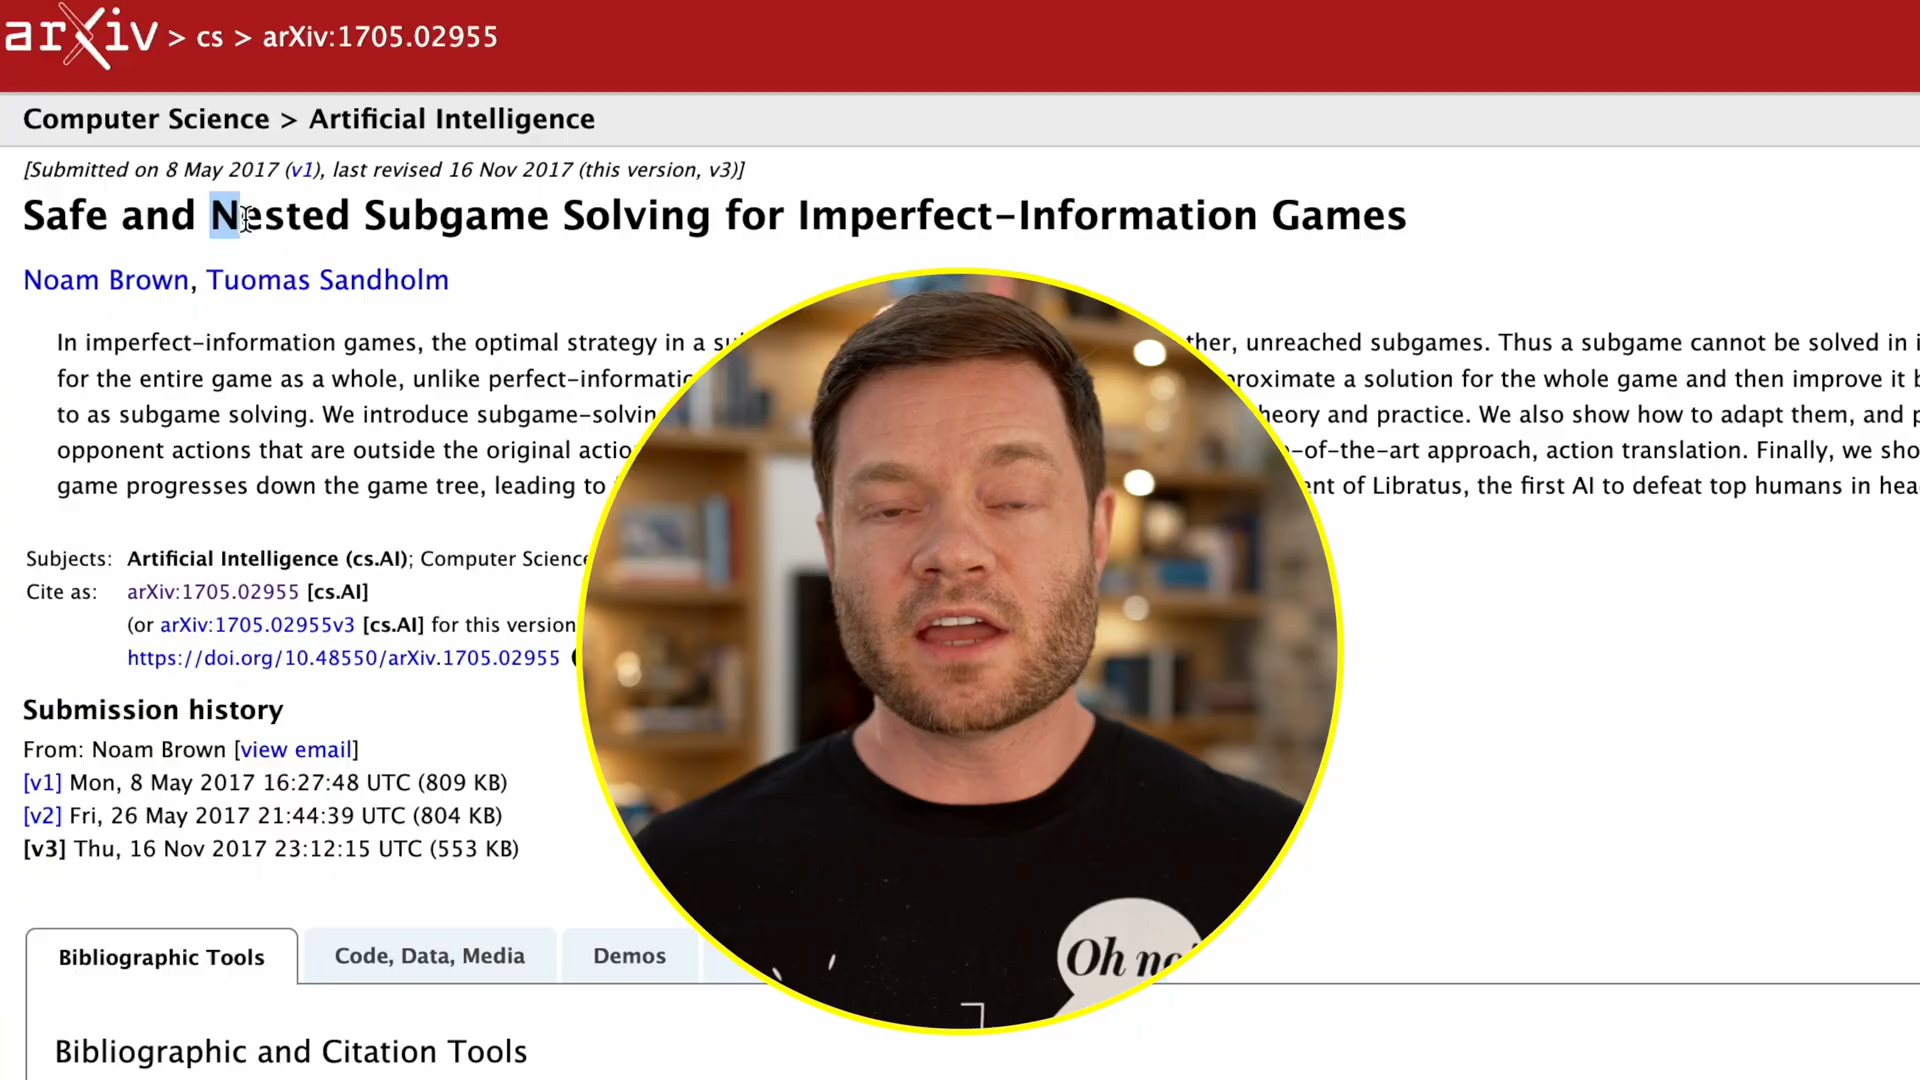 arXiv > cs > arXiv:1705.02955
Computer Science > Artificial Intelligence
[Submitted on 8 May 2017 (v1), last revised 16 Nov 2017 (this version, v3)]
Safe and Nested Subgame Solving for Imperfect-Information Games
Noam Brown, Tuomas Sandholm
In imperfect-information games, the optimal strategy in a ther, unreached subgames. Thus a subgame cannot be solved in
for the entire game as a whole, unlike perfect-informatio roximate a solution for the whole game and then improve it
to as subgame solving. We introduce subgame-solvin heory and practice. We also show how to adapt them, and
opponent actions that are outside the original actio -of-the-art approach, action translation. Finally, we sho
game progresses down the game tree, leading to nt of Libratus, the first AI to defeat top humans in hea
Subjects: Artificial Intelligence (cs.AI); Computer Science
Cite as: arXiv:1705.02955 [cs.AI]
(or arXiv:1705.02955v3 [cs.AI] for this version
https://doi.org/10.48550/arXiv.1705.02955
Submission history
From: Noam Brown [view email]
[v1] Mon, 8 May 2017 16:27:48 UTC (809 KB)
[v2] Fri, 26 May 2017 21:44:39 UTC (804 KB)
[v3] Thu, 16 Nov 2017 23:12:15 UTC (553 KB)
Bibliographic Tools
Code, Data, Media
Demos
Oh no
Bibliographic and Citation Tools